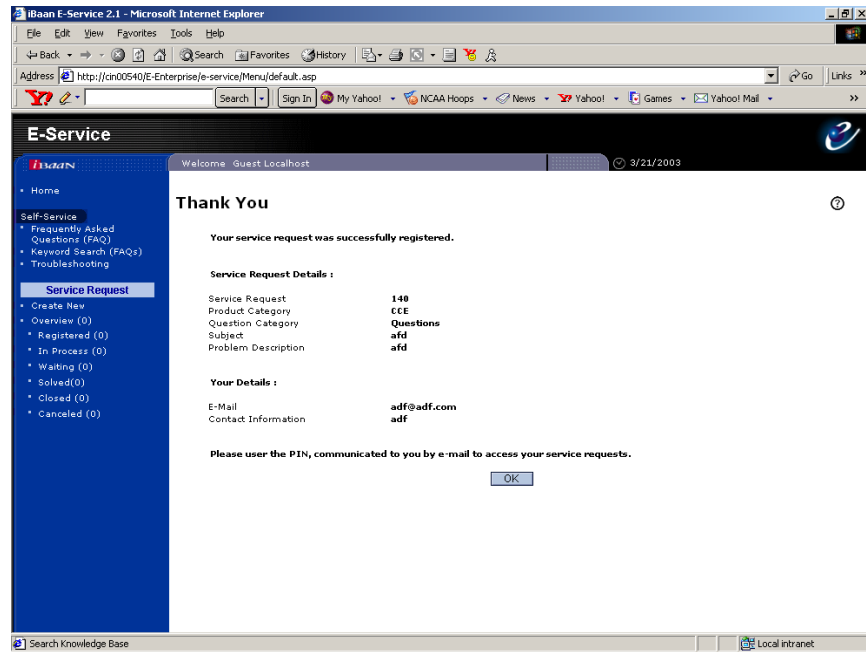 iBaan E-Service 2.1 - Microsoft Internet Explorer
File Edit View Favorites Tools Help
Back Search Favorites History
Address http://cin00540/E-Enterprise/e-service/Menu/default.asp Go Links »
Y! Search Sign In My Yahoo! NCAA Hoops News Yahoo! Games Yahoo! Mail »
E-Service
iBaan Welcome Guest Localhost 3/21/2003
Home
Thank You
Self-Service
Frequently Asked
Questions (FAQ)
Keyword Search (FAQs)
Troubleshooting
Service Request
Create New
Overview (0)
Registered (0)
In Process (0)
Waiting (0)
Solved(0)
Closed (0)
Canceled (0)
Your service request was successfully registered.
Service Request Details :
Service Request 140
Product Category CCE
Question Category Questions
Subject afd
Problem Description afd
Your Details :
E-Mail adf@adf.com
Contact Information adf
Please user the PIN, communicated to you by e-mail to access your service requests.
OK
Search Knowledge Base Local intranet